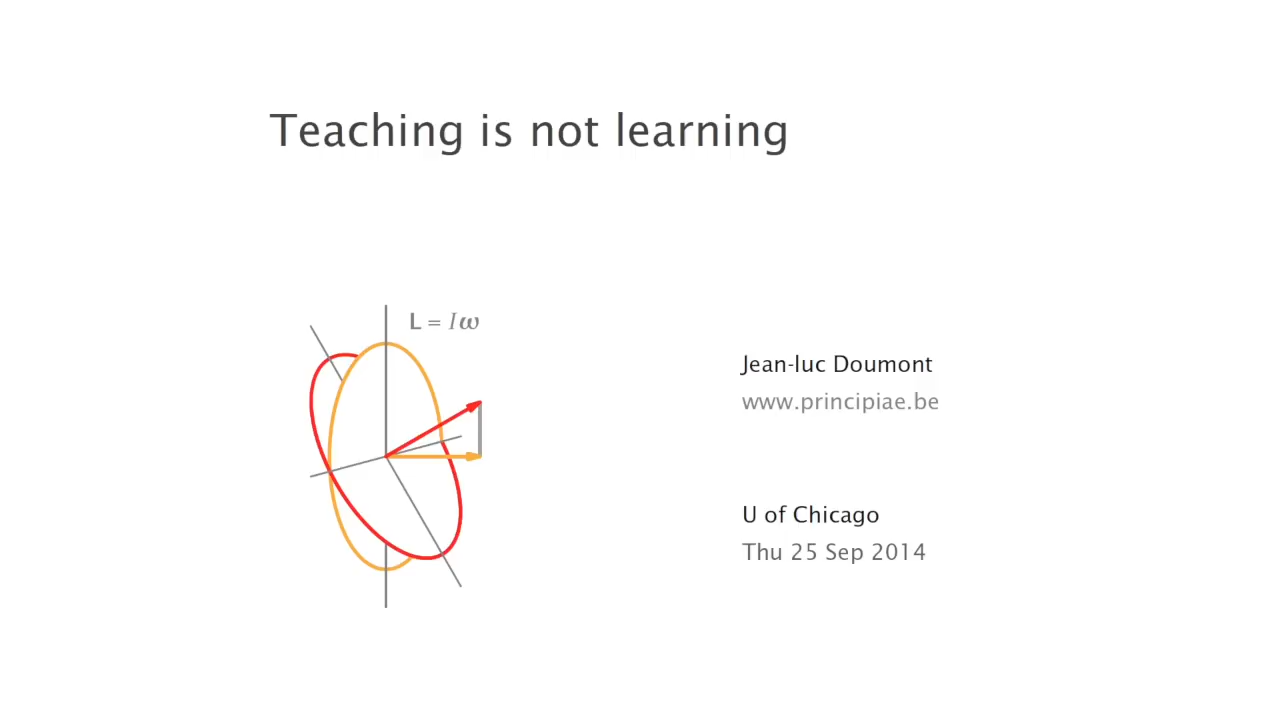 Teaching is not learning
L = Iω
Jean-luc Doumont
www.principiae.be
U of Chicago
Thu 25 Sep 2014